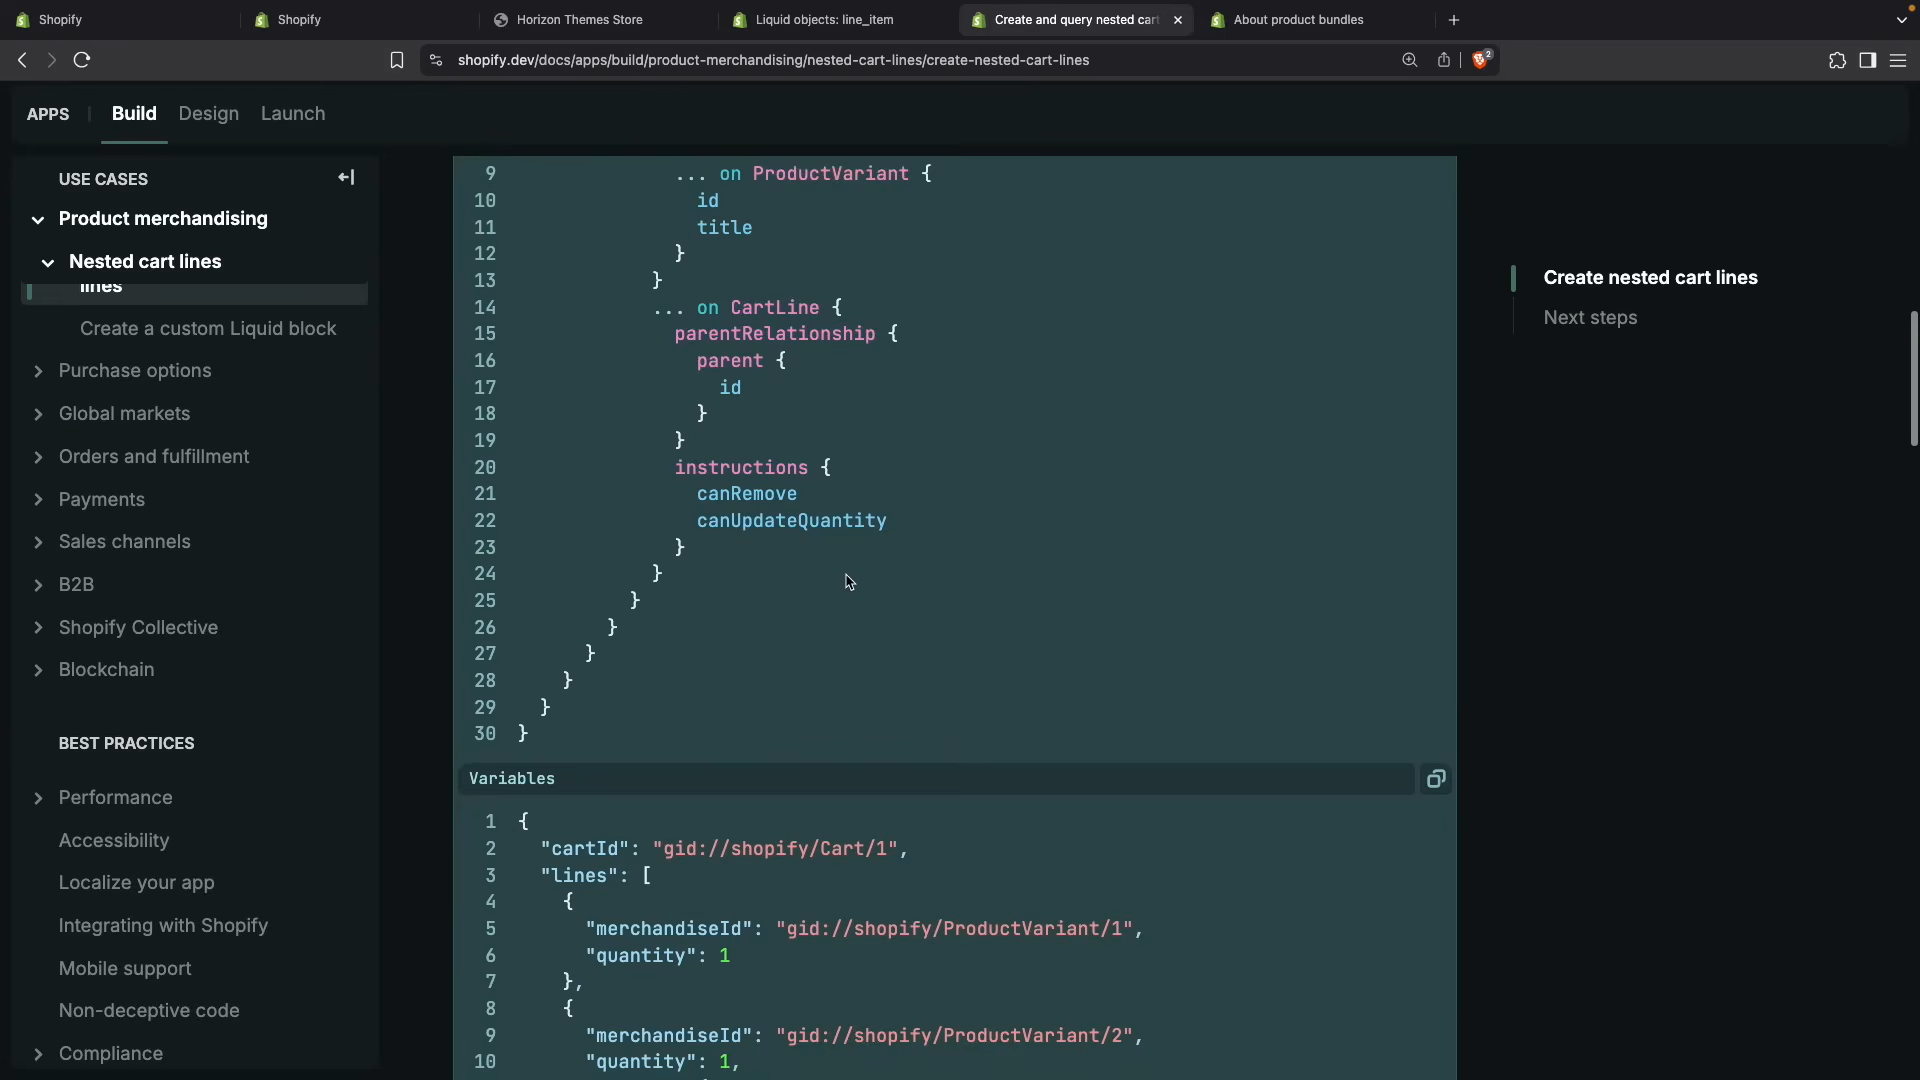 Shopify
Shopify
Horizon Themes Store
Liquid objects: line_item
Create and query nested car
About product bundles
shopify.dev/docs/apps/build/product-merchandising/nested-cart-lines/create-nested-cart-lines
2
APPS
Build
Design
Launch
USE CASES
Product merchandising
Nested cart lines
lines
Create a custom Liquid block
Purchase options
Global markets
Orders and fulfillment
Payments
Sales channels
B2B
Shopify Collective
Blockchain
BEST PRACTICES
Performance
Accessibility
Localize your app
Integrating with Shopify
Mobile support
Non-deceptive code
Compliance
9 ... on ProductVariant {
10 id
11 title
12 }
13 }
14 ... on CartLine {
15 parentRelationship {
16 parent {
17 id
18 }
19 }
20 instructions {
21 canRemove
22 canUpdateQuantity
23 }
24 }
25 }
26 }
27 }
28 }
29 }
30 }
Variables
1 {
2 "cartId": "gid://shopify/Cart/1",
3 "lines": [
4 {
5 "merchandiseId": "gid://shopify/ProductVariant/1",
6 "quantity": 1
7 },
8 {
9 "merchandiseId": "gid://shopify/ProductVariant/2",
10 "quantity": 1,
Create nested cart lines
Next steps